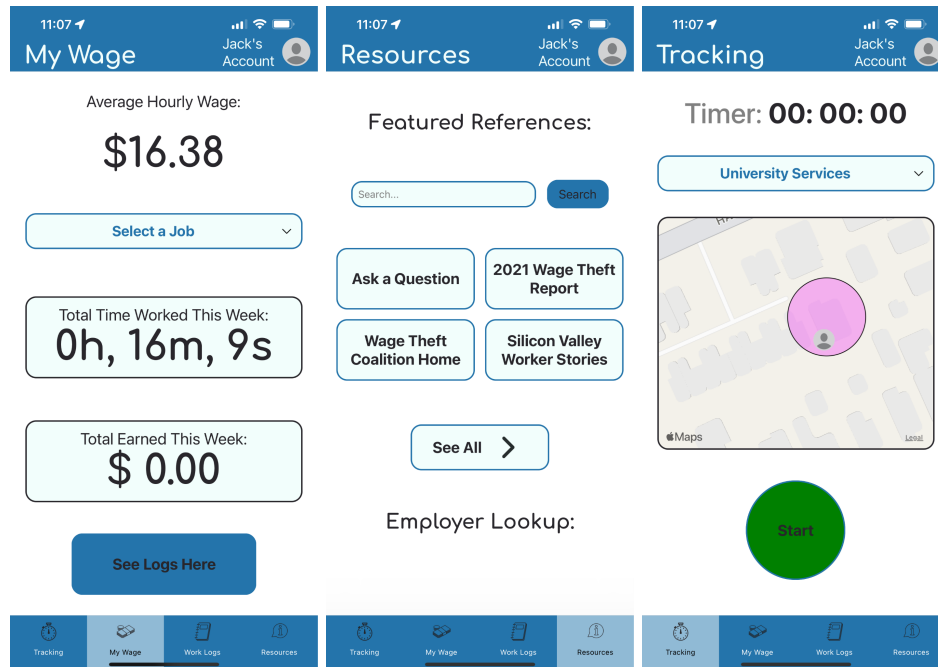 11:07
My Wage
Jack's
Account
Average Hourly Wage:
$16.38
Select a Job
Total Time Worked This Week:
0h, 16m, 9s
Total Earned This Week:
$ 0.00
See Logs Here
Tracking
My Wage
Work Logs
Resources
11:07
Resources
Jack's
Account
Featured References:
Search...
Search
Ask a Question
2021 Wage Theft
Report
Wage Theft
Coalition Home
Silicon Valley
Worker Stories
See All
Employer Lookup:
Tracking
My Wage
Work Logs
Resources
11:07
Tracking
Jack's
Account
Timer: 00: 00: 00
University Services
Maps
Legal
Start
Tracking
My Wage
Work Logs
Resources